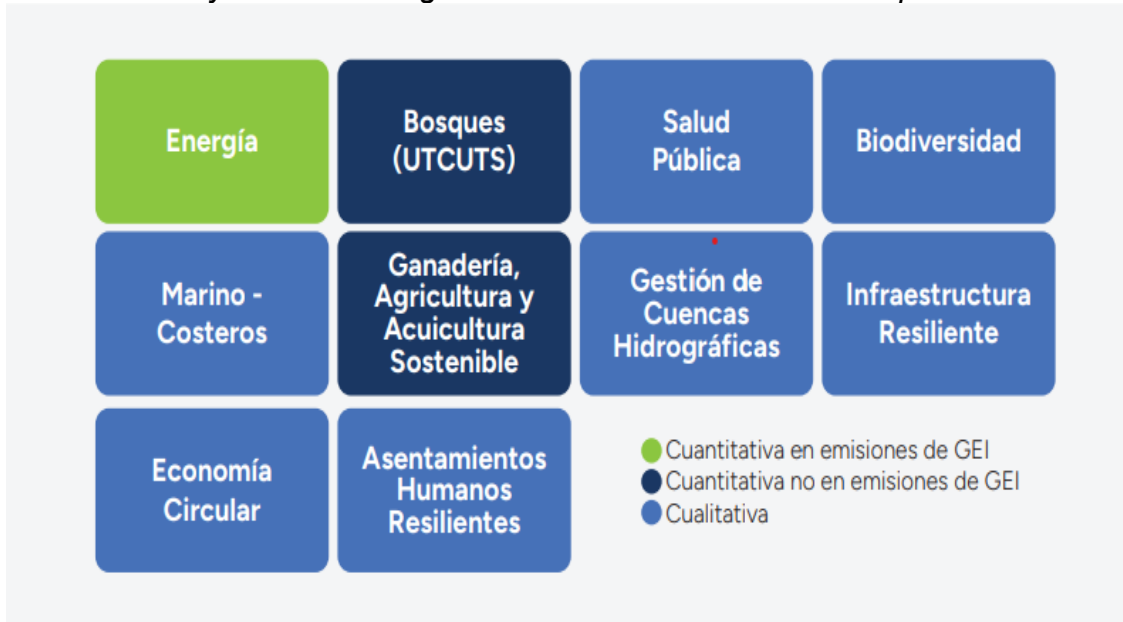 Energía
Bosques
(UTCUTS)
Salud
Pública
Biodiversidad
Marino -
Costeros
Ganadería,
Agricultura y
Acuicultura
Sostenible
Gestión de
Cuencas
Hidrográficas
Infraestructura
Resiliente
Economía
Circular
Asentamientos
Humanos
Resilientes
Cuantitativa en emisiones de GEI
Cuantitativa no en emisiones de GEI
Cualitativa